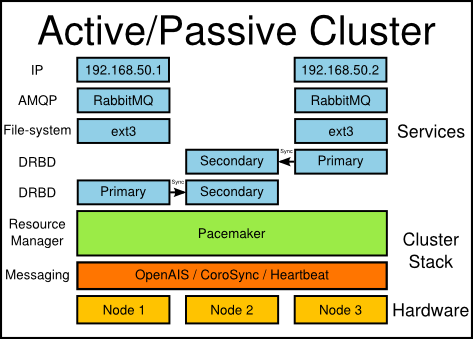 Active/Passive Cluster
IP 192.168.50.1 192.168.50.2
AMQP RabbitMQ RabbitMQ
File-system ext3 ext3 Services
DRBD Secondary Sync Primary
DRBD Primary Sync Secondary
Resource
Manager
Pacemaker
Cluster
Stack
Messaging OpenAIS / CoroSync / Heartbeat
Node 1 Node 2 Node 3 Hardware